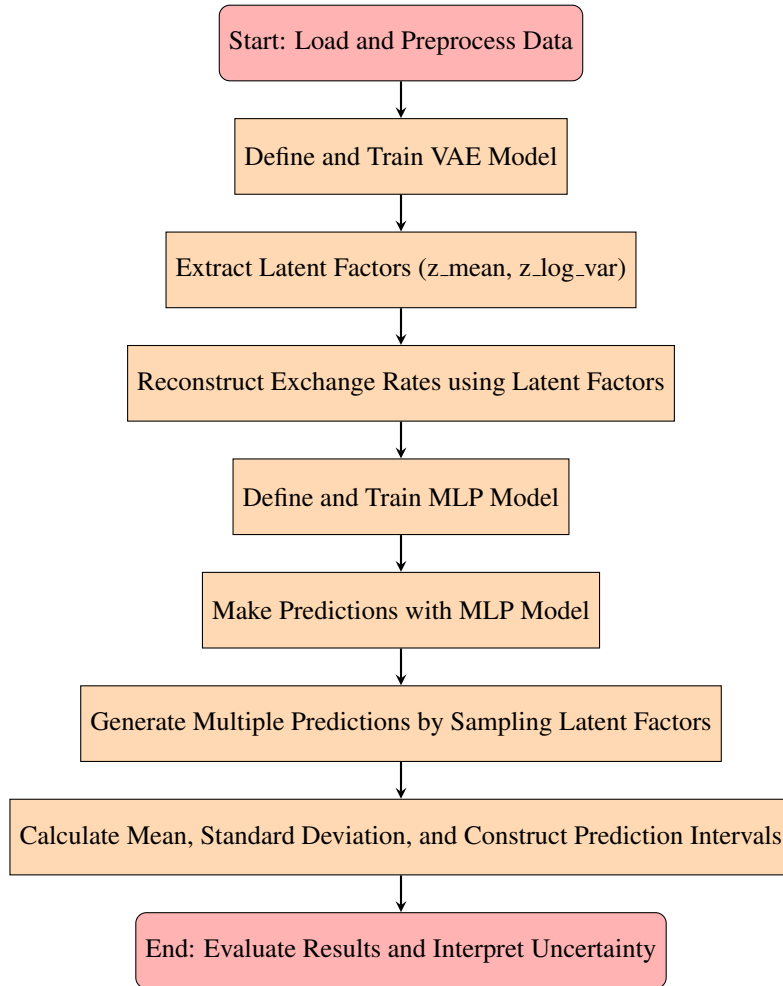 Start: Load and Preprocess Data
Define and Train VAE Model
Extract Latent Factors (z_mean, z_log_var)
Reconstruct Exchange Rates using Latent Factors
Define and Train MLP Model
Make Predictions with MLP Model
Generate Multiple Predictions by Sampling Latent Factors
Calculate Mean, Standard Deviation, and Construct Prediction Intervals
End: Evaluate Results and Interpret Uncertainty